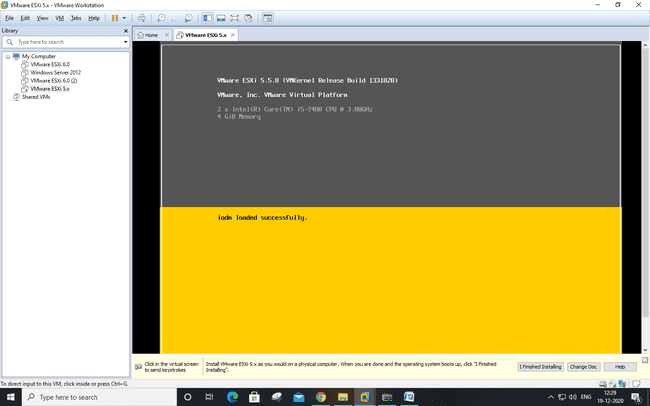 VMware ESXi 5.x - VMware Workstation
File Edit View VM Tabs Help
Library
Type here to search
My Computer
VMware ESXi 6.0
Windows Server 2012
VMware ESXi 6.0 (2)
VMware ESXi 5.x
Shared VMs
Home
VMware ESXi 5.x
VMware ESXi 5.5.0 (VMKernel Release Build 1331820)
VMware, Inc. VMware Virtual Platform
2 x Intel(R) Core(TM) i5-7400 CPU @ 3.00GHz
4 GiB Memory
iodm loaded successfully.
Click in the virtual screen
to send keystrokes
Install VMware ESXi 5.x as you would on a physical computer. When you are done and the operating system boots up, click "I Finished
Installing".
I Finished Installing
Change Disc
Help
To direct input to this VM, click inside or press Ctrl+G.
Type here to search
ENG
12:29
19-12-2020